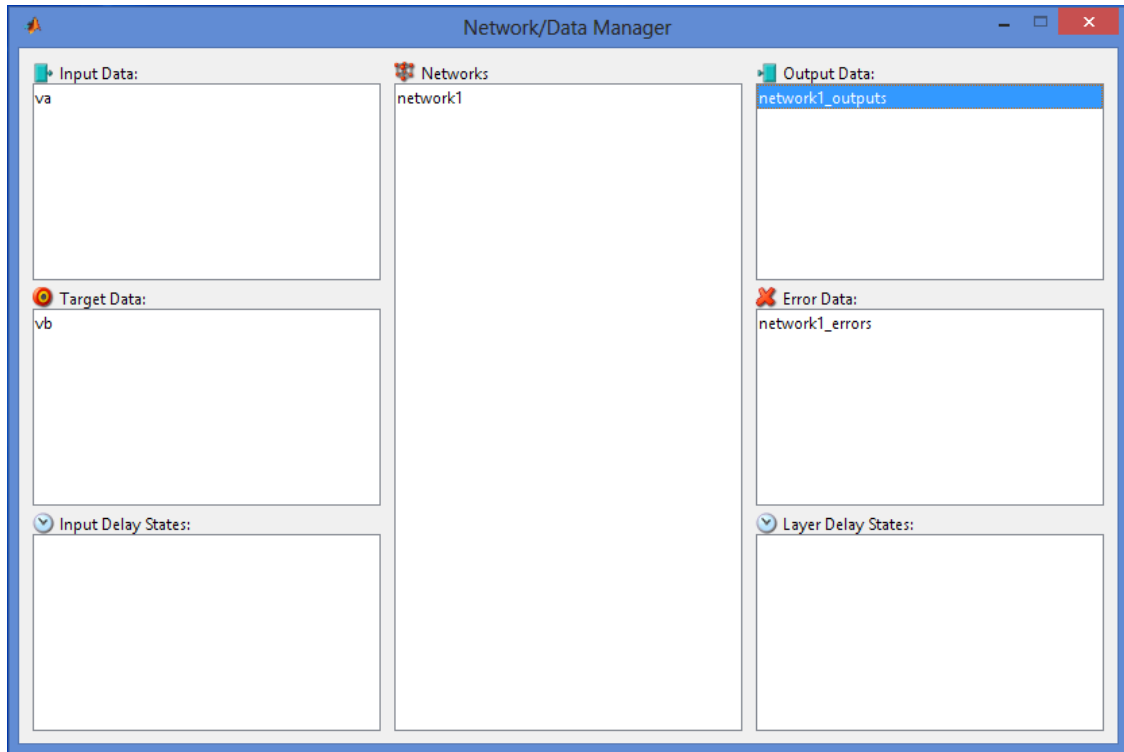 Network/Data Manager
Input Data:
va
Networks
network1
Output Data:
network1_outputs
Target Data:
vb
Error Data:
network1_errors
Input Delay States:
Layer Delay States: